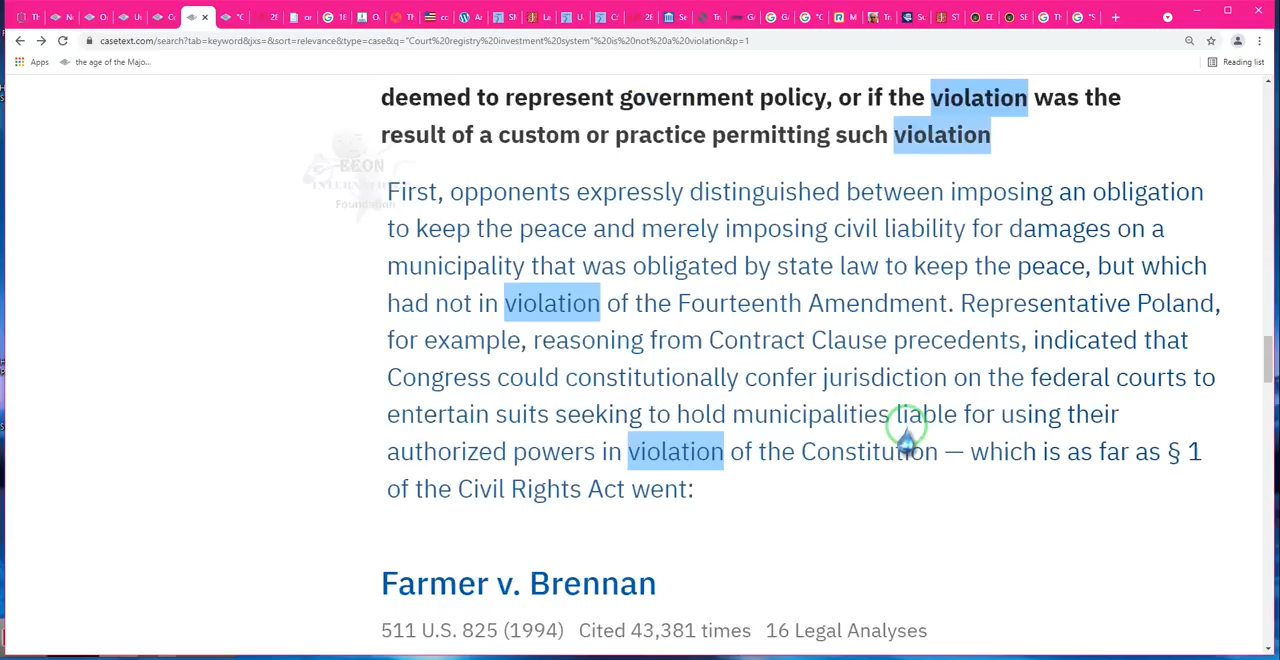 casetext.com/search?tab=keyword&jxs=&sort=relevance&type=case&q="Court%20registry%20investment%20system"%20is%20not%20a%20violation&p=1
Apps the age of the Majo...
Reading list
deemed to represent government policy, or if the violation was the
result of a custom or practice permitting such violation
EEON
Foundation
First, opponents expressly distinguished between imposing an obligation
to keep the peace and merely imposing civil liability for damages on a
municipality that was obligated by state law to keep the peace, but which
had not in violation of the Fourteenth Amendment. Representative Poland,
for example, reasoning from Contract Clause precedents, indicated that
Congress could constitutionally confer jurisdiction on the federal courts to
entertain suits seeking to hold municipalities liable for using their
authorized powers in violation of the Constitution — which is as far as § 1
of the Civil Rights Act went:
Farmer v. Brennan
511 U.S. 825 (1994) Cited 43,381 times 16 Legal Analyses